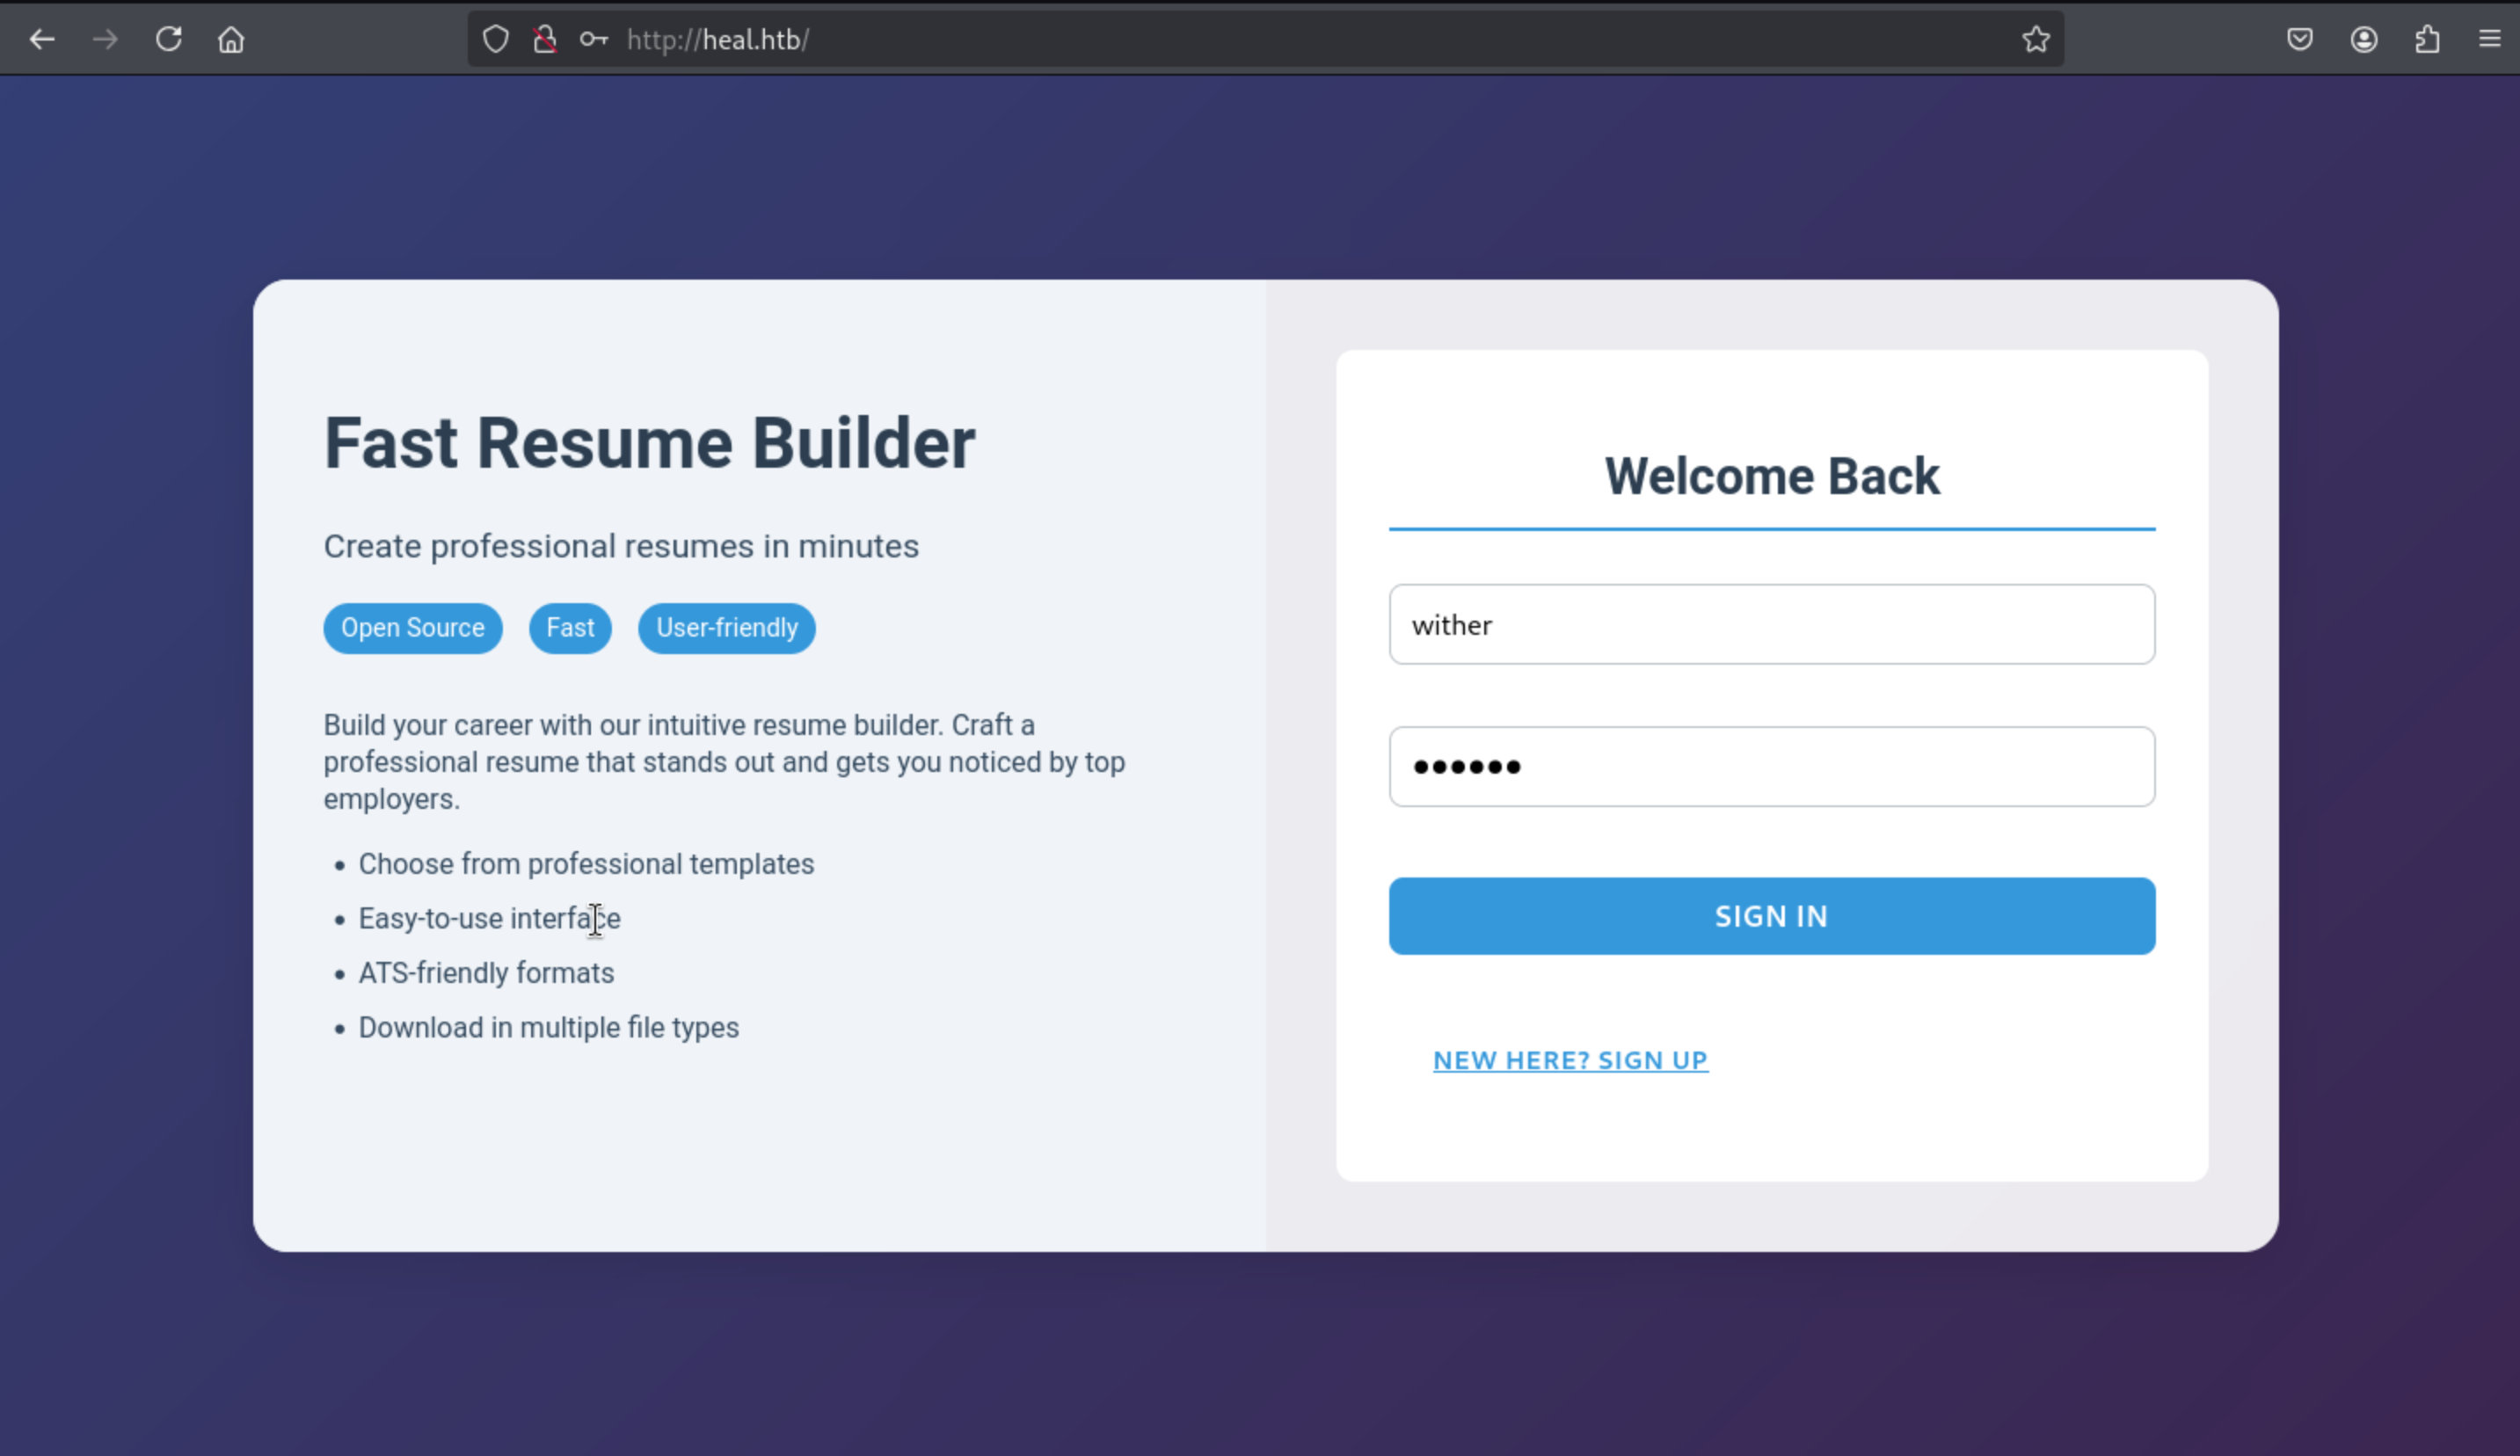 http://heal.htb/
Fast Resume Builder
Create professional resumes in minutes
Open Source Fast User-friendly
Build your career with our intuitive resume builder. Craft a
professional resume that stands out and gets you noticed by top
employers.
• Choose from professional templates
• Easy-to-use interface
• ATS-friendly formats
• Download in multiple file types
Welcome Back
wither
••••••
SIGN IN
NEW HERE? SIGN UP